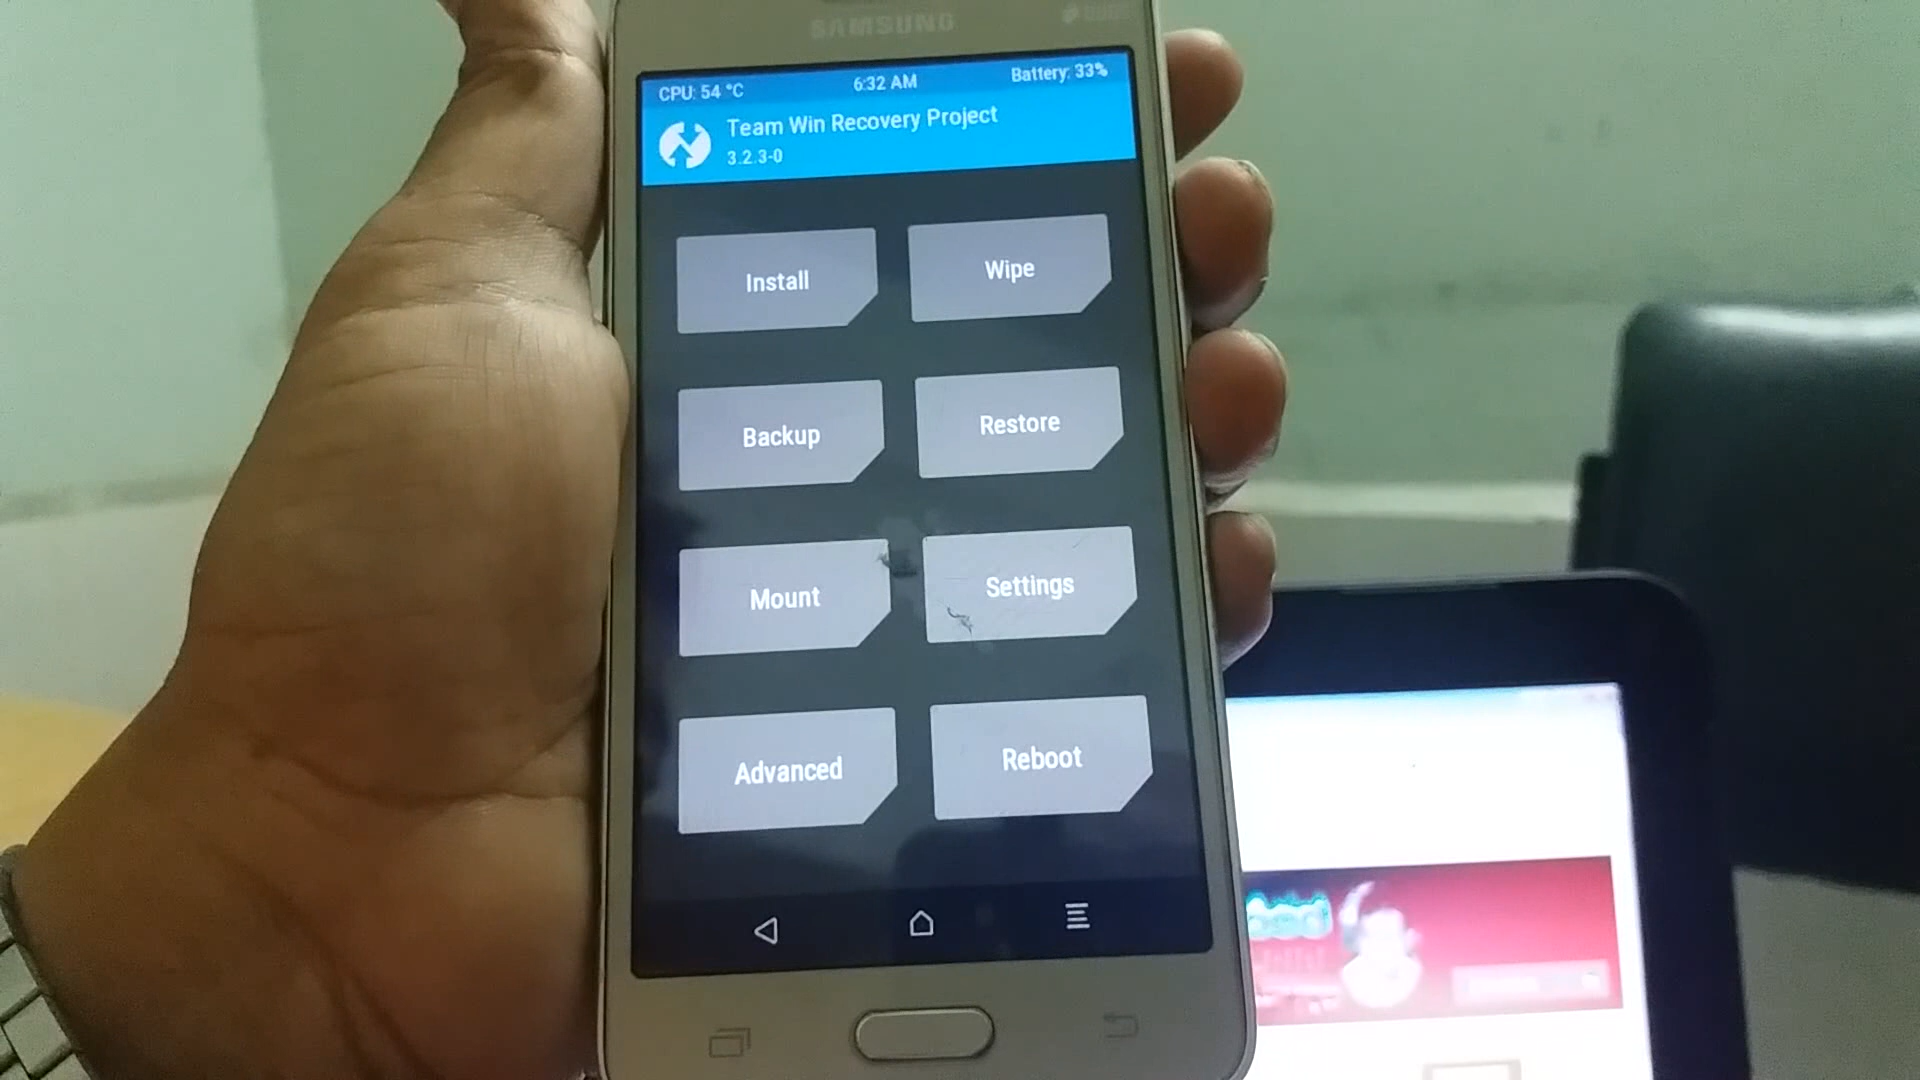 SAMSUNG
CPU: 54 °C 6:32 AM Battery: 33%
Team Win Recovery Project
3.2.3-0
Install Wipe
Backup Restore
Mount Settings
Advanced Reboot